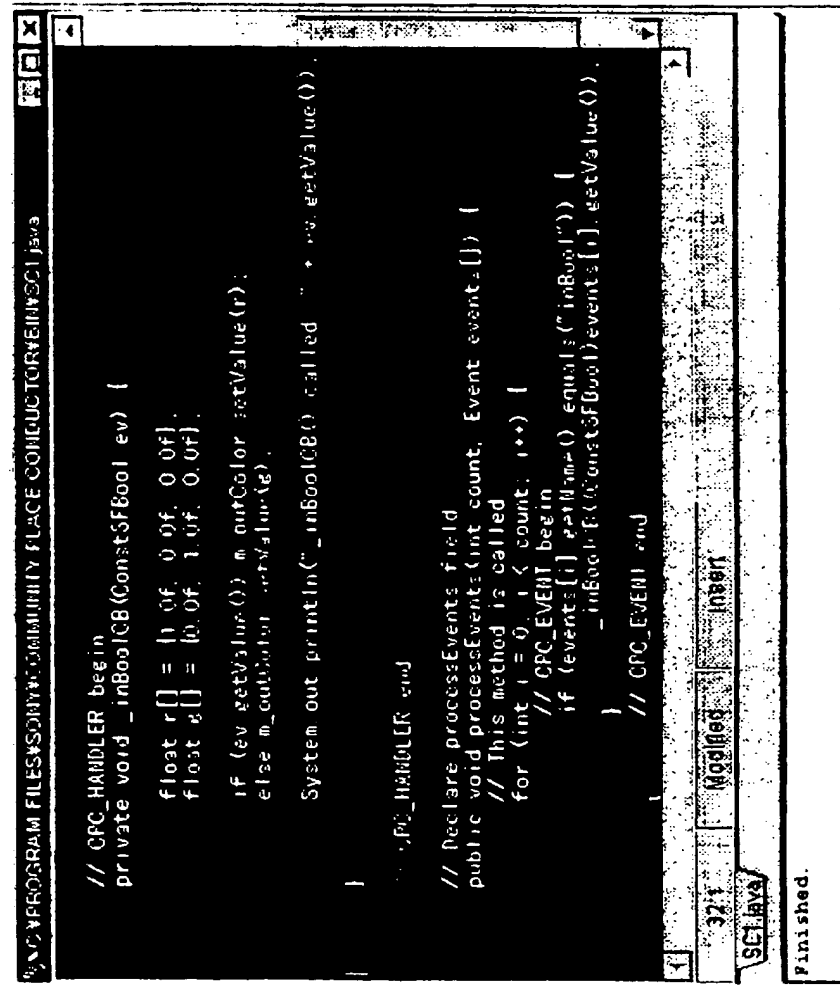 C:¥PROGRAM FILES¥SONY¥COMMUNITY PLACE CONDUCTOR¥BIN¥SC1.java
// CPC_HANDLER begin
private void _inBoolCB(ConstSFBool ev) {
float r[] = {1.0f, 0.0f, 0.0f};
float g[] = {0.0f, 1.0f, 0.0f};
if (ev.getValue()) m_outColor.setValue(r);
else m_outColor.setValue(g);
System.out.println("_inBoolCB() called " + ev.getValue());
}
// CPC_HANDLER end
// Declare processEvents field
public void processEvents(int count, Event events[]) {
// This method is called
for (int i = 0; i < count; i++) {
// CPC_EVENT begin
if (events[i].getName().equals("inBool")) {
_inBoolCB((ConstSFBool)events[i].getValue());
}
// CPC_EVENT end
32:1 Modified Insert
SC1.java
Finished.